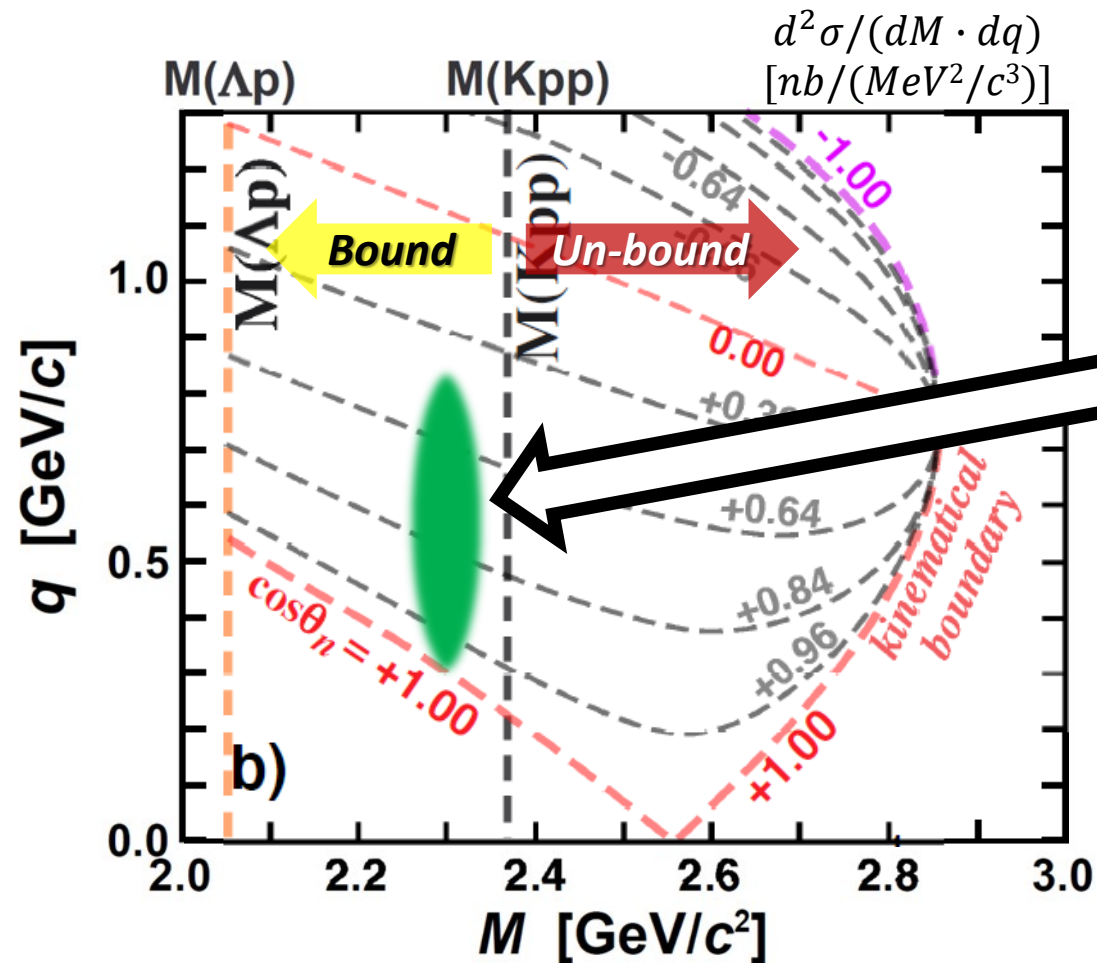 d²σ/(dM · dq)
[nb/(MeV²/c³)]
M(Λp) M(Kpp)
M(Λp)
M(Kpp)
Bound
Un-bound
-1.00
-0.64
0.00
+0.64
+0.84
+0.96
+1.00
kinematical
boundary
cosθn = +1.00
b)
1.0
0.5
0.0
q [GeV/c]
2.0 2.2 2.4 2.6 2.8 3.0
M [GeV/c²]